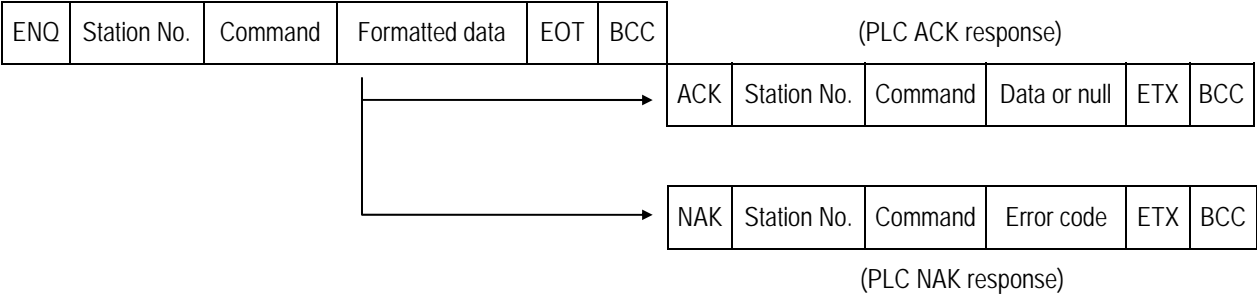 ENQ Station No. Command Formatted data EOT BCC (PLC ACK response)
ACK Station No. Command Data or null ETX BCC
NAK Station No. Command Error code ETX BCC
(PLC NAK response)